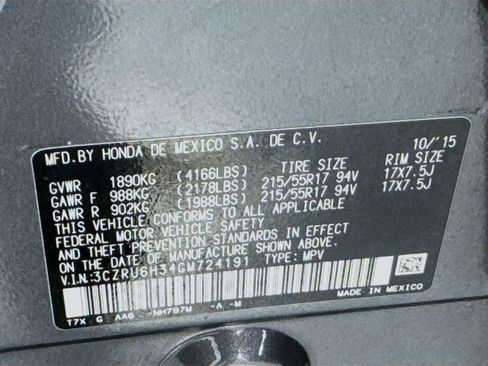 MFD.BY HONDA DE MEXICO S.A. DE C.V. 10/'15
TIRE SIZE RIM SIZE
GVWR 1890KG (4166LBS)
GAWR F 988KG (2178LBS) 215/55R17 94V 17X7.5J
GAWR R 902KG (1988LBS) 215/55R17 94V 17X7.5J
THIS VEHICLE CONFORMS TO ALL APPLICABLE
FEDERAL MOTOR VEHICLE SAFETY, BUMPER, AND
THEFT PREVENTION STANDARDS IN EFFECT
ON THE DATE OF MANUFACTURE SHOWN ABOVE.
V.I.N.:3CZRU6H34GM724191 TYPE: MPV
T7X G AA6 -NH797M -A -M MADE IN MEXICO